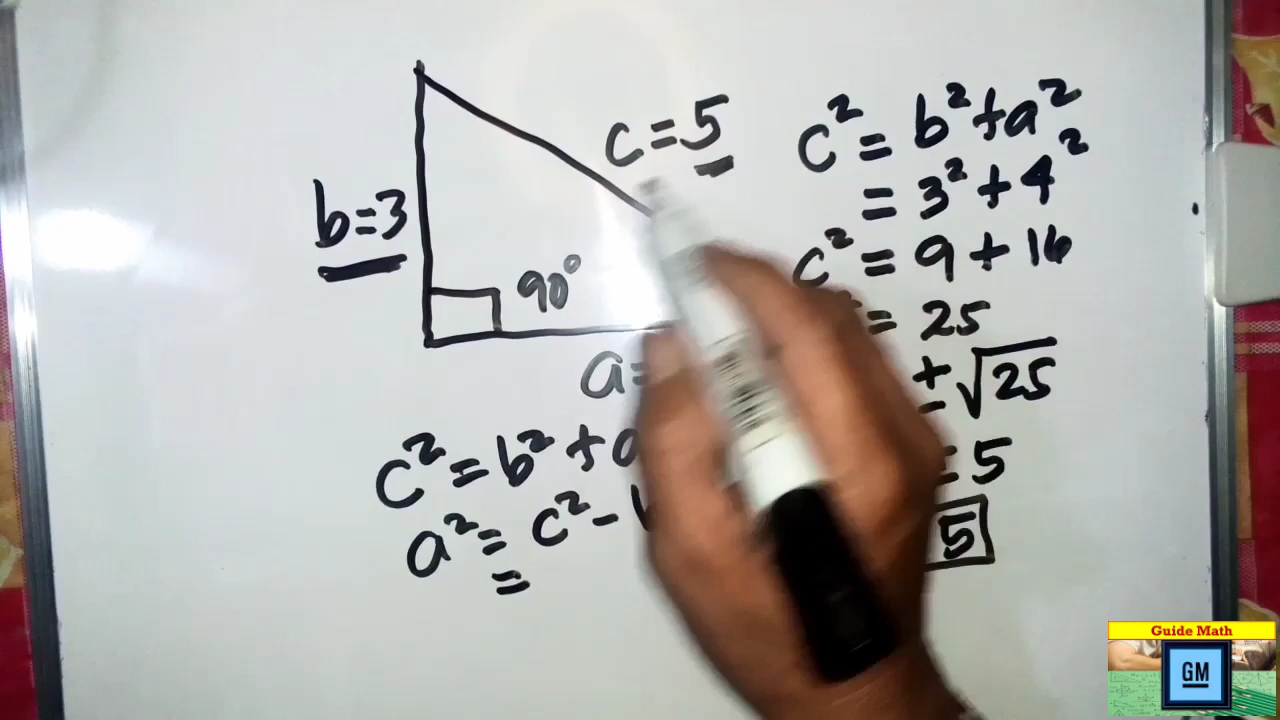 c = 5
b = 3
90°
a =
c² = b² + a²
= 3² + 4²
c² = 9 + 16
= 25
± √25
= 5
5
c² = b² + a
a² = c² -
=
Guide Math
GM